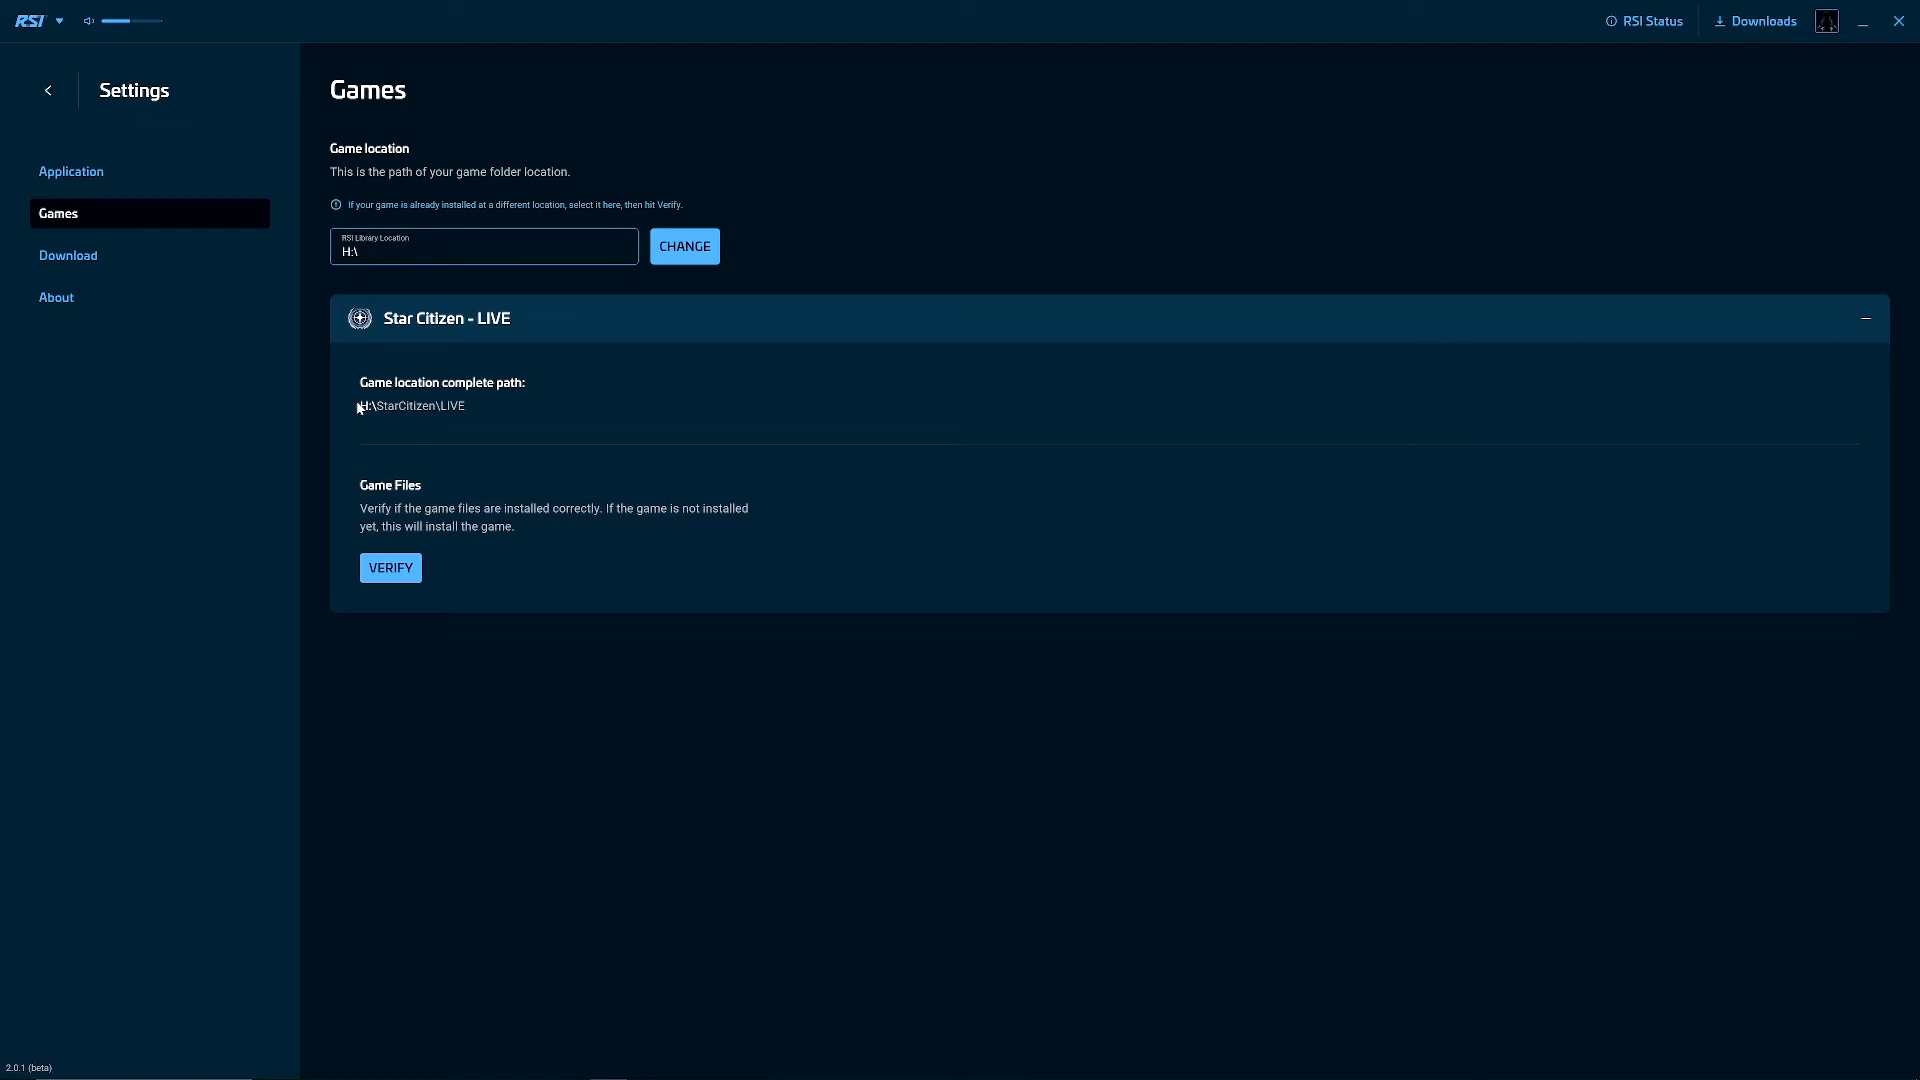 RSI
RSI Status
Downloads
Settings
Application
Games
Download
About
Games
Game location
This is the path of your game folder location.
If your game is already installed at a different location, select it here, then hit Verify.
RSI Library Location
H:\
CHANGE
Star Citizen - LIVE
Game location complete path:
H:\StarCitizen\LIVE
Game Files
Verify if the game files are installed correctly. If the game is not installed
yet, this will install the game.
VERIFY
2.0.1 (beta)